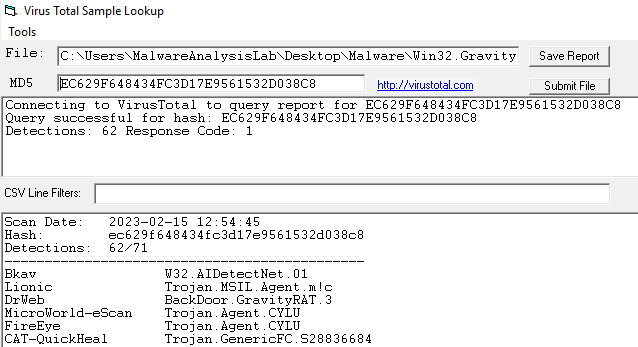 Virus Total Sample Lookup
Tools
File: C:\Users\MalwareAnalysisLab\Desktop\Malware\Win32.Gravity Save Report
MD5 EC629F648434FC3D17E9561532D038C8 http://virustotal.com Submit File
Connecting to VirusTotal to query report for EC629F648434FC3D17E9561532D038C8
Query successful for hash: EC629F648434FC3D17E9561532D038C8
Detections: 62 Response Code: 1
CSV Line Filters:
Scan Date: 2023-02-15 12:54:45
Hash: ec629f648434fc3d17e9561532d038c8
Detections: 62/71
------------------------------------------------
Bkav W32.AIDetectNet.01
Lionic Trojan.MSIL.Agent.m!c
DrWeb BackDoor.GravityRAT.3
MicroWorld-eScan Trojan.Agent.CYLU
FireEye Trojan.Agent.CYLU
CAT-QuickHeal Trojan.GenericFC.S28836684